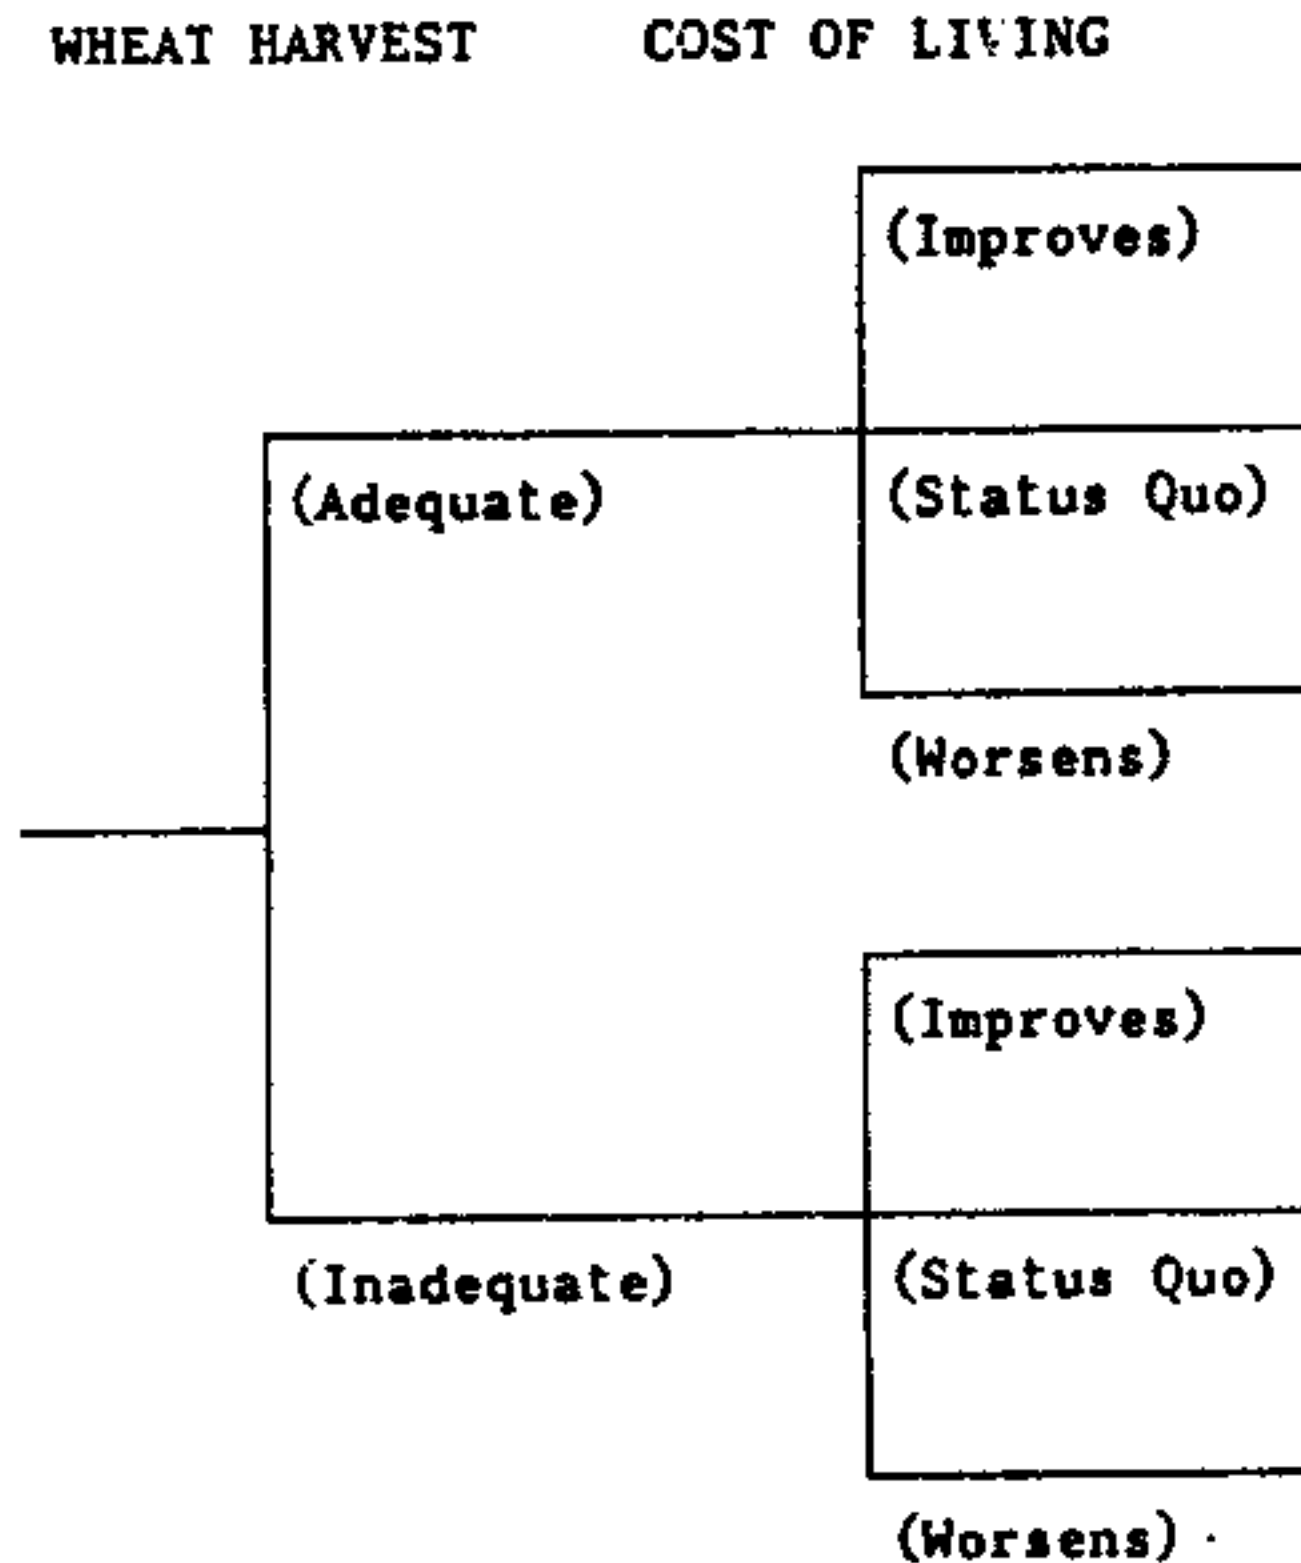 WHEAT HARVEST COST OF LIVING
(Improves)
(Adequate) (Status Quo)
(Worsens)
(Improves)
(Inadequate) (Status Quo)
(Worsens)